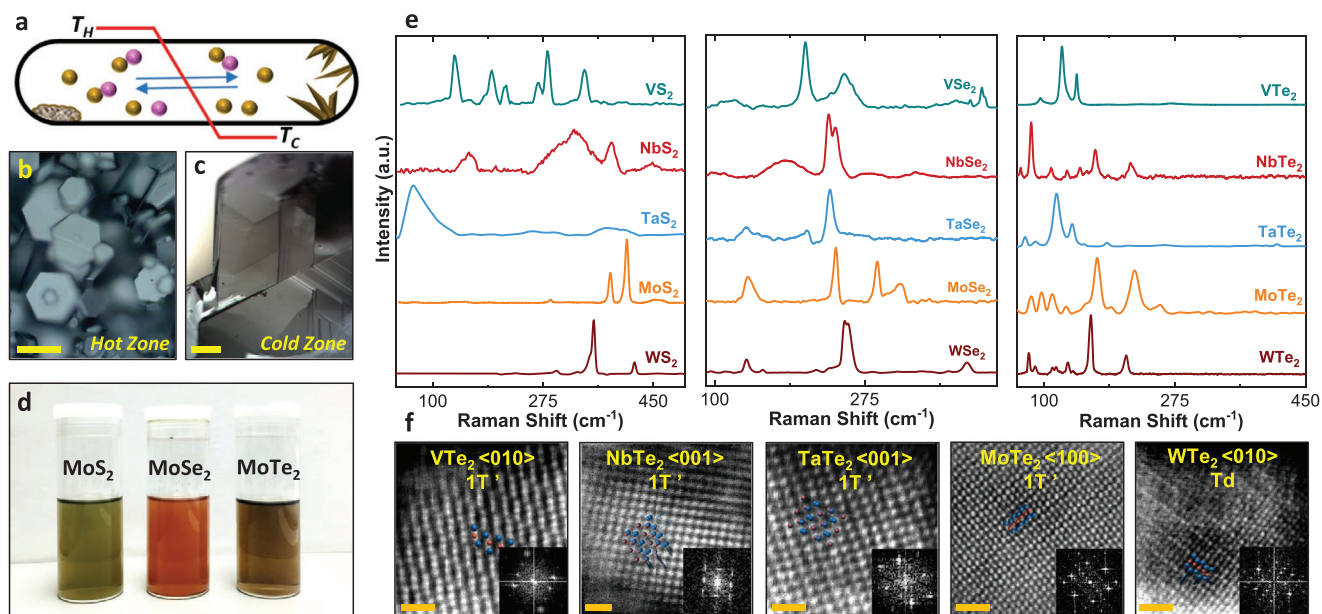 a
T_H
T_C
b
Hot Zone
c
Cold Zone
d
MoS₂
MoSe₂
MoTe₂
e
Intensity (a.u.)
VS₂
NbS₂
TaS₂
MoS₂
WS₂
100 275 450
Raman Shift (cm⁻¹)
VSe₂
NbSe₂
TaSe₂
MoSe₂
WSe₂
100 275
Raman Shift (cm⁻¹)
VTe₂
NbTe₂
TaTe₂
MoTe₂
WTe₂
100 275 450
Raman Shift (cm⁻¹)
f
VTe₂ <010>
1T '
NbTe₂ <001>
1T '
TaTe₂ <001>
1T '
MoTe₂ <100>
1T '
WTe₂ <010>
Td